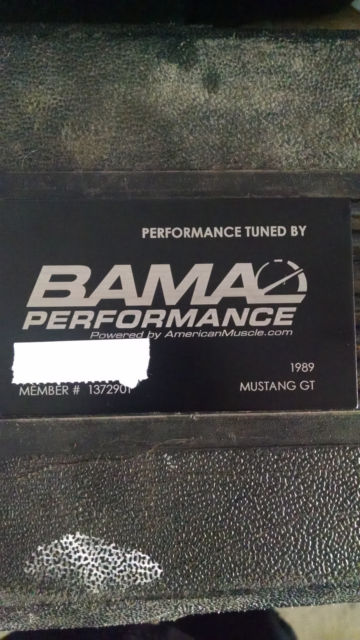 PERFORMANCE TUNED BY
BAMA
PERFORMANCE
Powered by AmericanMuscle.com
1989
MEMBER # 1372901 MUSTANG GT